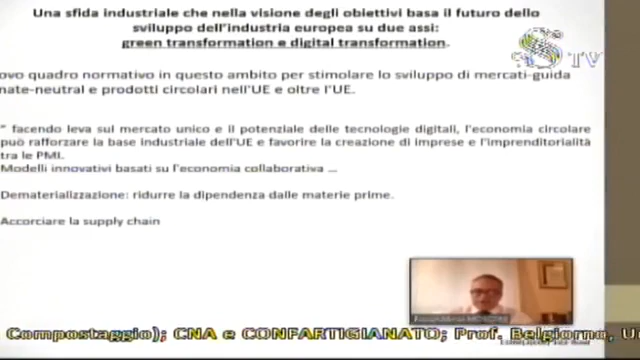 Una sfida industriale che nella visione degli obiettivi basa il futuro dello
sviluppo dell'industria europea su due assi:
green transformation e digital transformation.
ovo quadro normativo in questo ambito per stimolare lo sviluppo di mercati-guida
mate-neutral e prodotti circolari nell'UE e oltre l'UE.
" facendo leva sul mercato unico e il potenziale delle tecnologie digitali, l'economia circolare
può rafforzare la base industriale dell'UE e favorire la creazione di imprese e l'imprenditorialità
tra le PMI.
Modelli innovativi basati su l'economia collaborativa ...
Dematerializzazione: ridurre la dipendenza dalle materie prime.
Accorciare la supply chain
TV
Compostaggio); CNA e CONFARTIGIANATO; Prof. Belgiorno, U